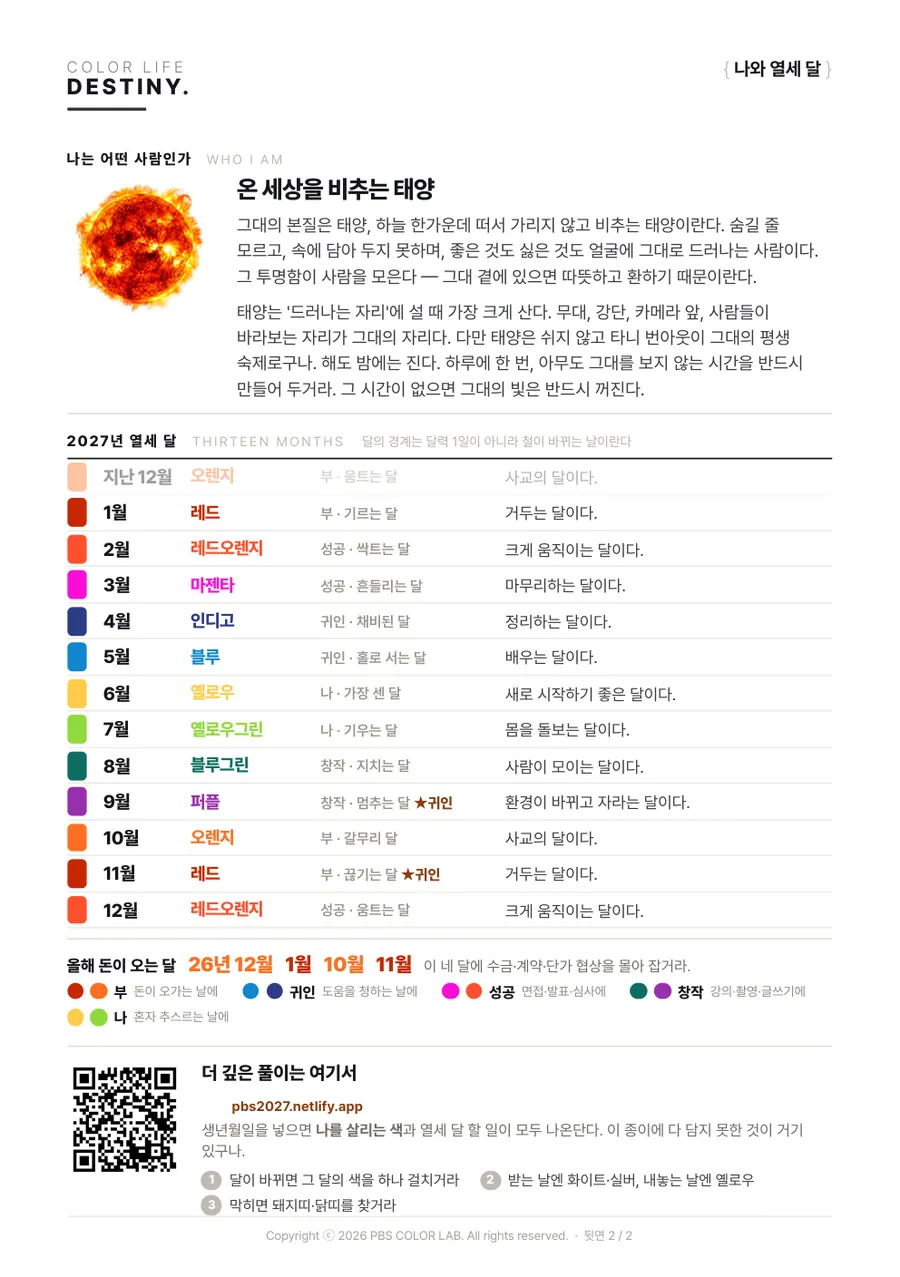 COLOR LIFE
DESTINY.
{ 나와 열세 달 }
나는 어떤 사람인가 WHO I AM
온 세상을 비추는 태양
그대의 본질은 태양, 하늘 한가운데 떠서 가리지 않고 비추는 태양이란다. 숨길 줄
모르고, 속에 담아 두지 못하며, 좋은 것도 싫은 것도 얼굴에 그대로 드러나는 사람이다.
그 투명함이 사람을 모은다 — 그대 곁에 있으면 따뜻하고 환하기 때문이란다.
태양는 '드러나는 자리'에 설 때 가장 크게 산다. 무대, 강단, 카메라 앞, 사람들이
바라보는 자리가 그대의 자리다. 다만 태양은 쉬지 않고 타니 번아웃이 그대의 평생
숙제로구나. 해도 밤에는 진다. 하루에 한 번, 아무도 그대를 보지 않는 시간을 반드시
만들어 두거라. 그 시간이 없으면 그대의 빛은 반드시 꺼진다.
2027년 열세 달 THIRTEEN MONTHS 달의 경계는 달력 1일이 아니라 철이 바뀌는 날이란다
지난 12월 오렌지 부 · 움트는 달 사교의 달이다.
1월 레드 부 · 기르는 달 거두는 달이다.
2월 레드오렌지 성공 · 싹트는 달 크게 움직이는 달이다.
3월 마젠타 성공 · 흔들리는 달 마무리하는 달이다.
4월 인디고 귀인 · 채비된 달 정리하는 달이다.
5월 블루 귀인 · 홀로 서는 달 배우는 달이다.
6월 옐로우 나 · 가장 센 달 새로 시작하기 좋은 달이다.
7월 옐로우그린 나 · 기우는 달 몸을 돌보는 달이다.
8월 블루그린 창작 · 지치는 달 사람이 모이는 달이다.
9월 퍼플 창작 · 멈추는 달 ★귀인 환경이 바뀌고 자라는 달이다.
10월 오렌지 부 · 갈무리 달 사교의 달이다.
11월 레드 부 · 끊기는 달 ★귀인 거두는 달이다.
12월 레드오렌지 성공 · 움트는 달 크게 움직이는 달이다.
올해 돈이 오는 달 26년 12월 1월 10월 11월 이 네 달에 수금·계약·단가 협상을 몰아 잡거라.
부 돈이 오가는 날에 귀인 도움을 청하는 날에 성공 면접·발표·심사에 창작 강의·촬영·글쓰기에
나 혼자 추스르는 날에
더 깊은 풀이는 여기서
pbs2027.netlify.app
생년월일을 넣으면 나를 살리는 색과 열세 달 할 일이 모두 나온단다. 이 종이에 다 담지 못한 것이 거기
있구나.
1 달이 바뀌면 그 달의 색을 하나 걸치거라 2 받는 날엔 화이트·실버, 내놓는 날엔 옐로우
3 막히면 돼지띠·닭띠를 찾거라
Copyright ⓒ 2026 PBS COLOR LAB. All rights reserved. · 뒷면 2 / 2